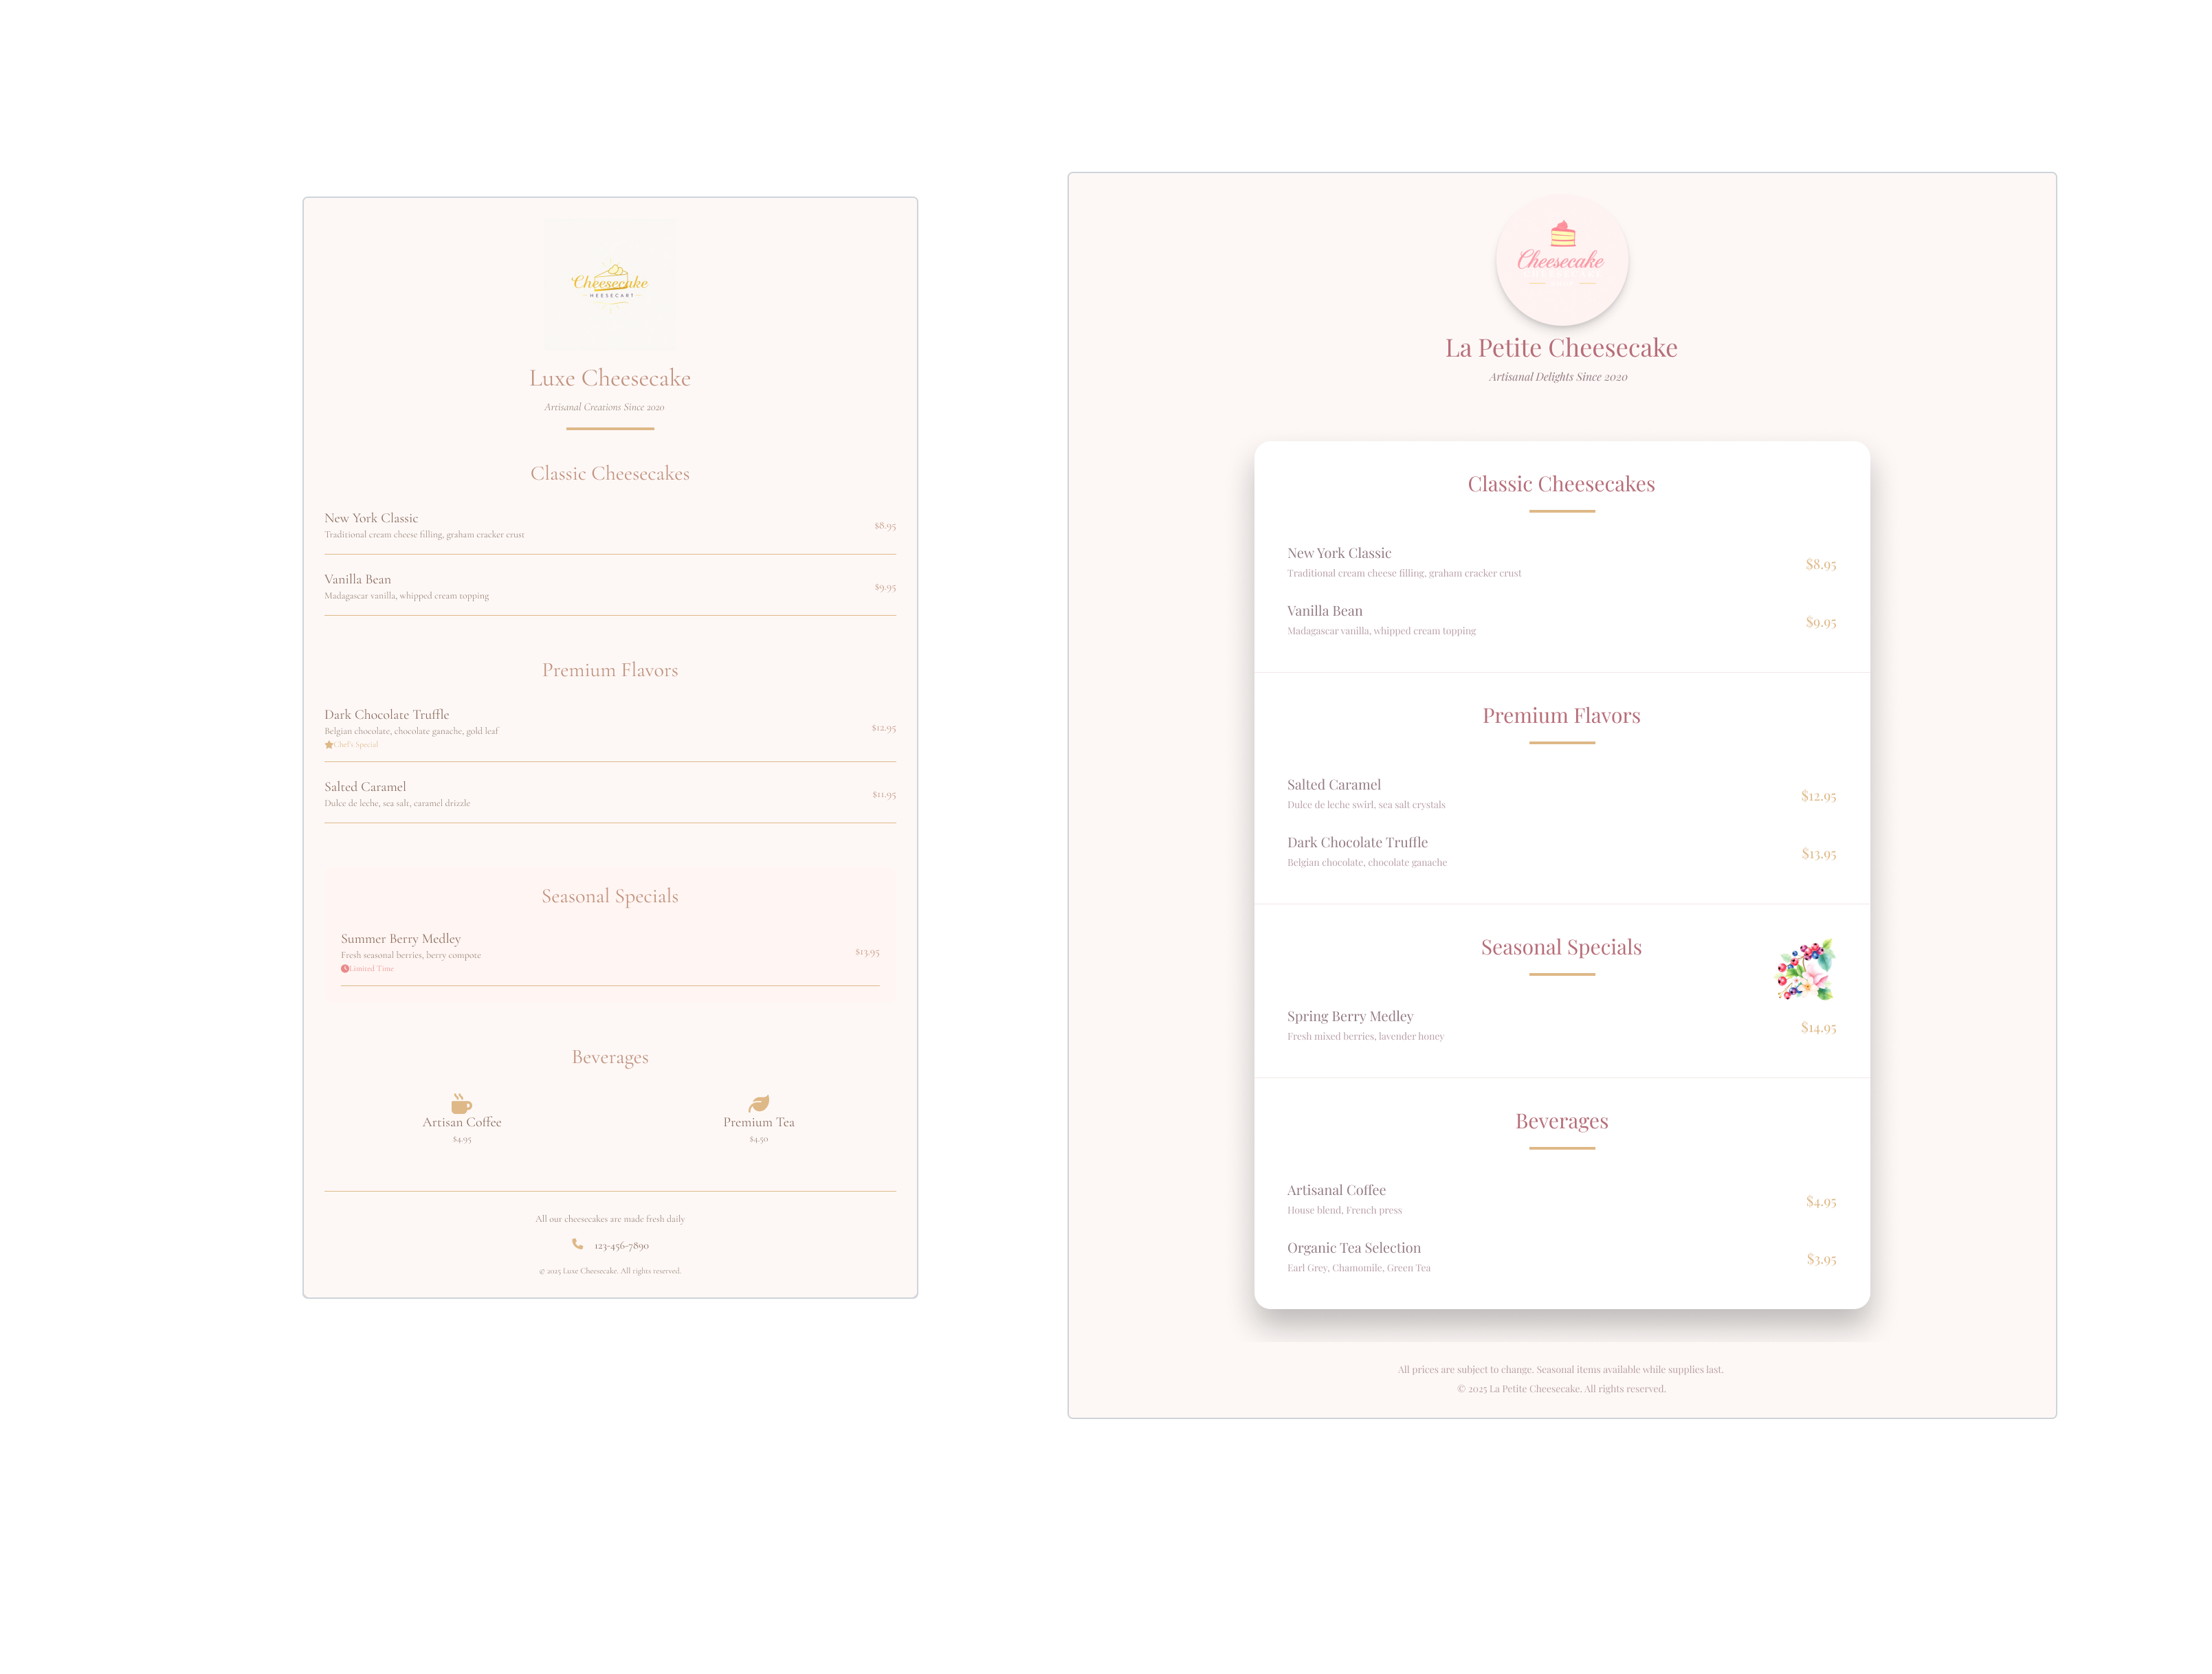 Cheesecake
HEESECART
Luxe Cheesecake
Artisanal Creations Since 2020
Classic Cheesecakes
New York Classic
Traditional cream cheese filling, graham cracker crust
$8.95
Vanilla Bean
Madagascar vanilla, whipped cream topping
$9.95
Premium Flavors
Dark Chocolate Truffle
Belgian chocolate, chocolate ganache, gold leaf
Chef's Special
$12.95
Salted Caramel
Dulce de leche, sea salt, caramel drizzle
$11.95
Seasonal Specials
Summer Berry Medley
Fresh seasonal berries, berry compote
Limited Time
$13.95
Beverages
Artisan Coffee
$4.95
Premium Tea
$4.50
All our cheesecakes are made fresh daily
123-456-7890
© 2025 Luxe Cheesecake. All rights reserved.
Cheesecake
La Petite Cheesecake
Artisanal Delights Since 2020
Classic Cheesecakes
New York Classic
Traditional cream cheese filling, graham cracker crust
$8.95
Vanilla Bean
Madagascar vanilla, whipped cream topping
$9.95
Premium Flavors
Salted Caramel
Dulce de leche swirl, sea salt crystals
$12.95
Dark Chocolate Truffle
Belgian chocolate, chocolate ganache
$13.95
Seasonal Specials
Spring Berry Medley
Fresh mixed berries, lavender honey
$14.95
Beverages
Artisanal Coffee
House blend, French press
$4.95
Organic Tea Selection
Earl Grey, Chamomile, Green Tea
$3.95
All prices are subject to change. Seasonal items available while supplies last.
© 2025 La Petite Cheesecake. All rights reserved.